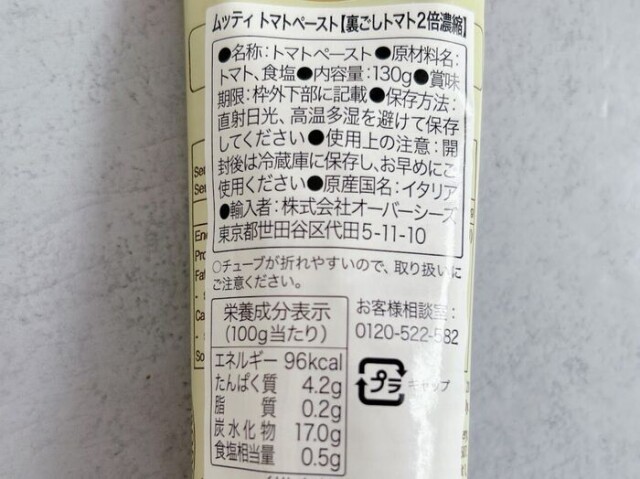 ムッティ トマトペースト【裏ごしトマト2倍濃縮】
●名称:トマトペースト●原材料名:
トマト、食塩●内容量:130g●賞味
期限:枠外下部に記載●保存方法:
直射日光、高温多湿を避けて保存
してください●使用上の注意:開
封後は冷蔵庫に保存し、お早めにご
使用ください●原産国名:イタリア
●輸入者:株式会社オーバーシーズ
東京都世田谷区代田5-11-10
○チューブが折れやすいので、取り扱いに
ご注意ください。
栄養成分表示
(100g当たり)
エネルギー 96kcal
たんぱく質 4.2g
脂質 0.2g
炭水化物 17.0g
食塩相当量 0.5g
お客様相談室:
0120-522-582
プラ
キャップ